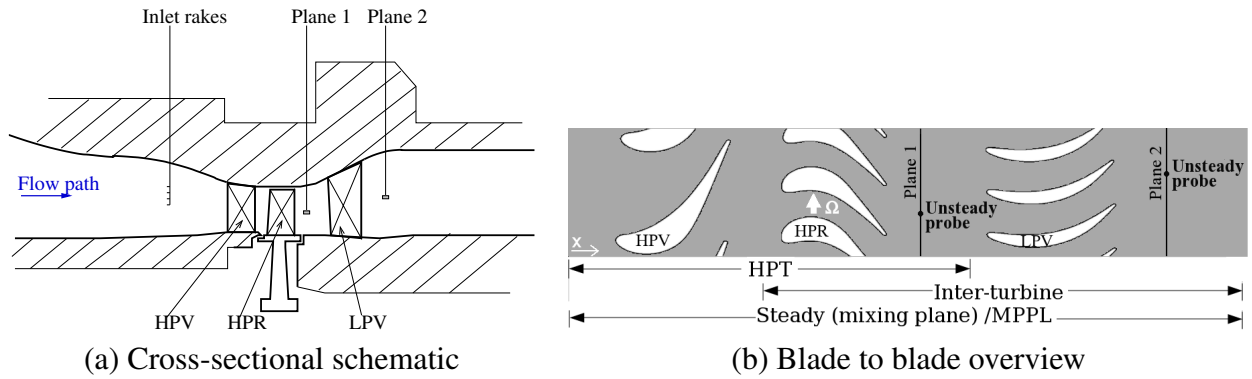 Inlet rakes
Plane 1
Plane 2
Flow path
HPV
HPR
LPV
(a) Cross-sectional schematic
Plane 1
Plane 2
Unsteady
probe
Unsteady
probe
Ω
HPV
HPR
LPV
x
HPT
Inter-turbine
Steady (mixing plane) /MPPL
(b) Blade to blade overview